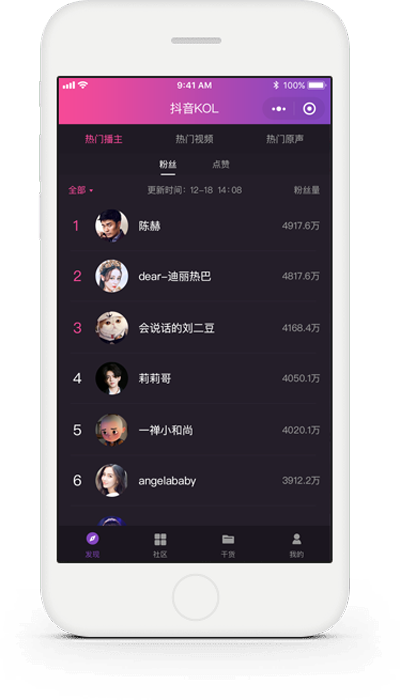 9:41 AM 100%
抖音KOL
热门播主 热门视频 热门原声
粉丝 点赞
全部 更新时间：12-18 14：08 粉丝量
1 陈赫 4917.6万
2 dear-迪丽热巴 4817.6万
3 会说话的刘二豆 4168.4万
4 莉莉哥 4050.1万
5 一禅小和尚 4020.1万
6 angelababy 3912.2万
发现 社区 干货 我的